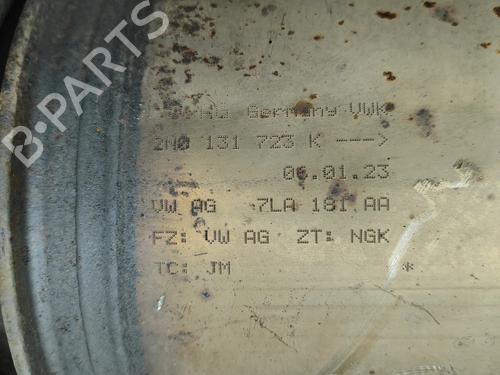 B-PARTS
Germany VWK
2N0 131 723 K --->
06.01.23
VW AG 7LA 181 AA
FZ: VW AG ZT: NGK
TC: JM *